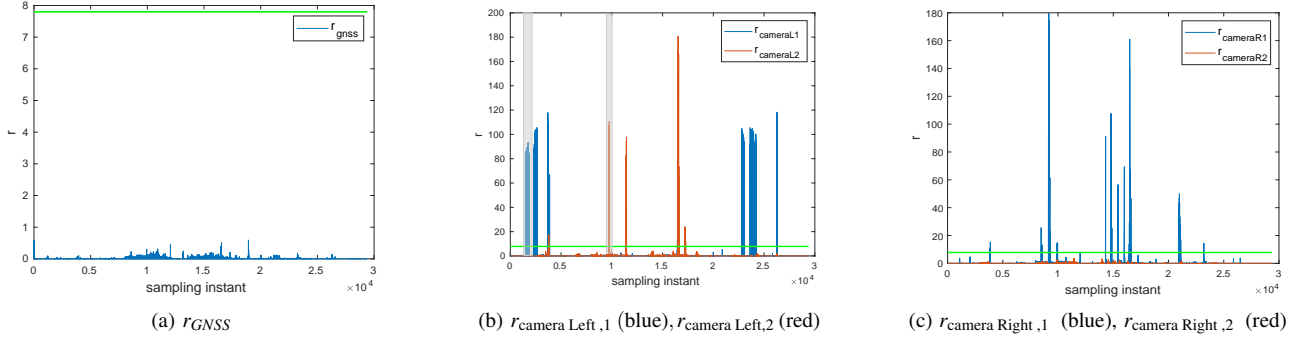 8
7
6
5
4
3
2
1
0
r
r_gnss
0 0.5 1 1.5 2 2.5 3
sampling instant
×10^4
(a) r_GNSS
200
180
160
140
120
100
80
60
40
20
0
r
r_cameraL1
r_cameraL2
0 0.5 1 1.5 2 2.5 3
sampling instant
×10^4
(b) r_camera Left ,1 (blue), r_camera Left,2 (red)
180
160
140
120
100
80
60
40
20
0
r
r_cameraR1
r_cameraR2
0.0 0.5 1 1.5 2 2.5 3
sampling instant
×10^4
(c) r_camera Right ,1 (blue), r_camera Right ,2 (red)